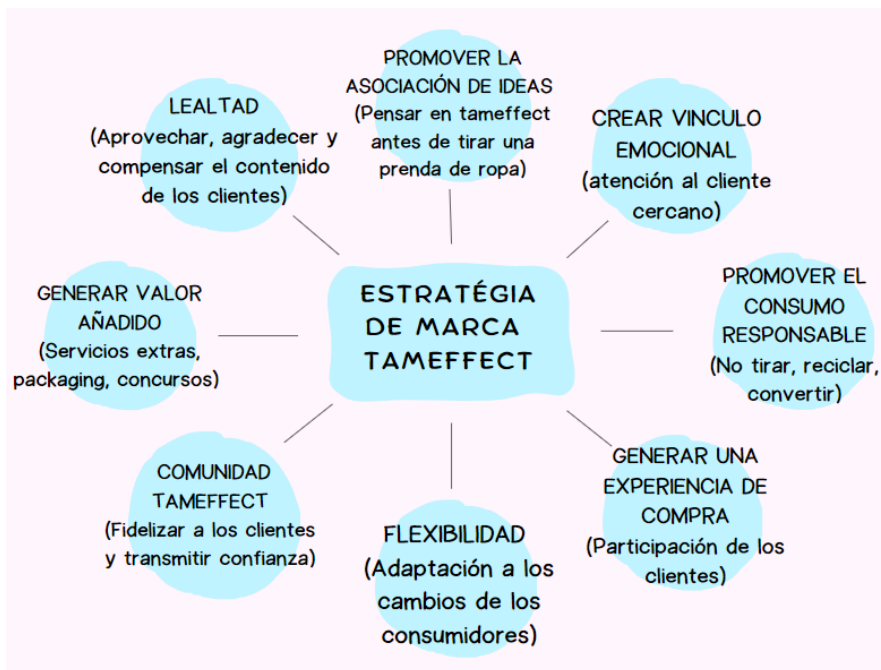 PROMOVER LA
ASOCIACIÓN DE IDEAS
(Pensar en tameffect
antes de tirar una
prenda de ropa)
LEALTAD
(Aprovechar, agradecer y
compensar el contenido
de los clientes)
CREAR VINCULO
EMOCIONAL
(atención al cliente
cercano)
GENERAR VALOR
AÑADIDO
(Servicios extras,
packaging, concursos)
ESTRATÉGIA
DE MARCA
TAMEFFECT
PROMOVER EL
CONSUMO
RESPONSABLE
(No tirar, reciclar,
convertir)
COMUNIDAD
TAMEFFECT
(Fidelizar a los clientes
y transmitir confianza)
FLEXIBILIDAD
(Adaptación a los
cambios de los
consumidores)
GENERAR UNA
EXPERIENCIA DE
COMPRA
(Participación de los
clientes)